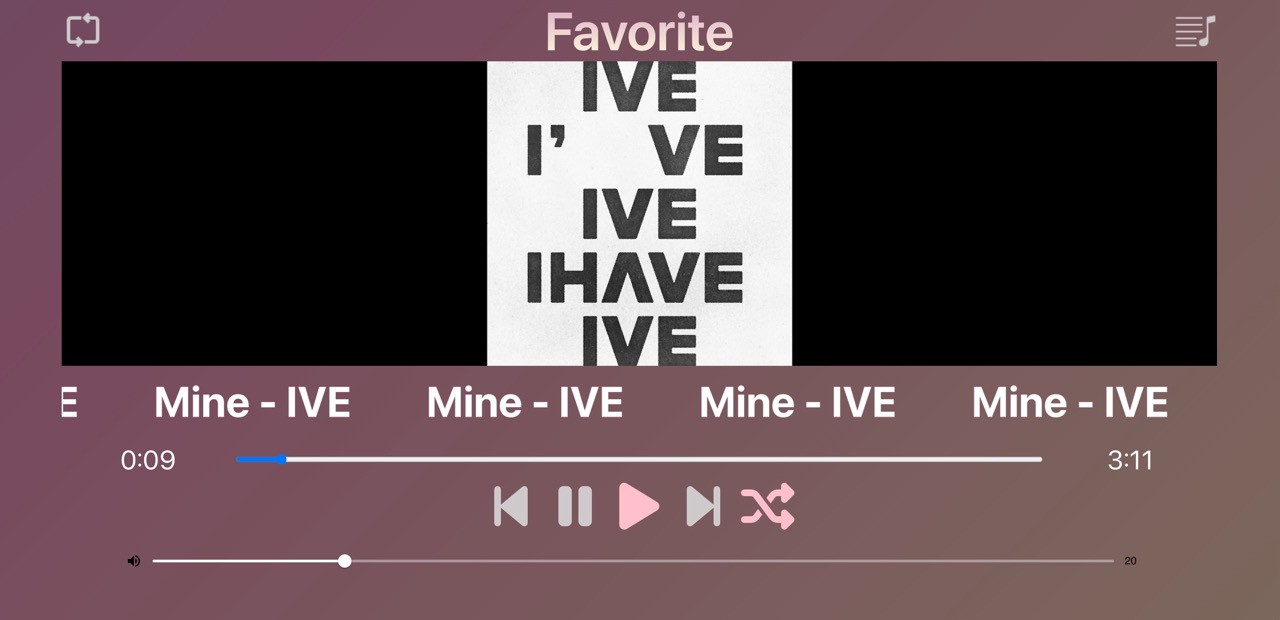 Favorite
IVE
I’ VE
IVE
IHAVE
IVE
E Mine - IVE Mine - IVE Mine - IVE Mine - IVE
0:09 3:11
20